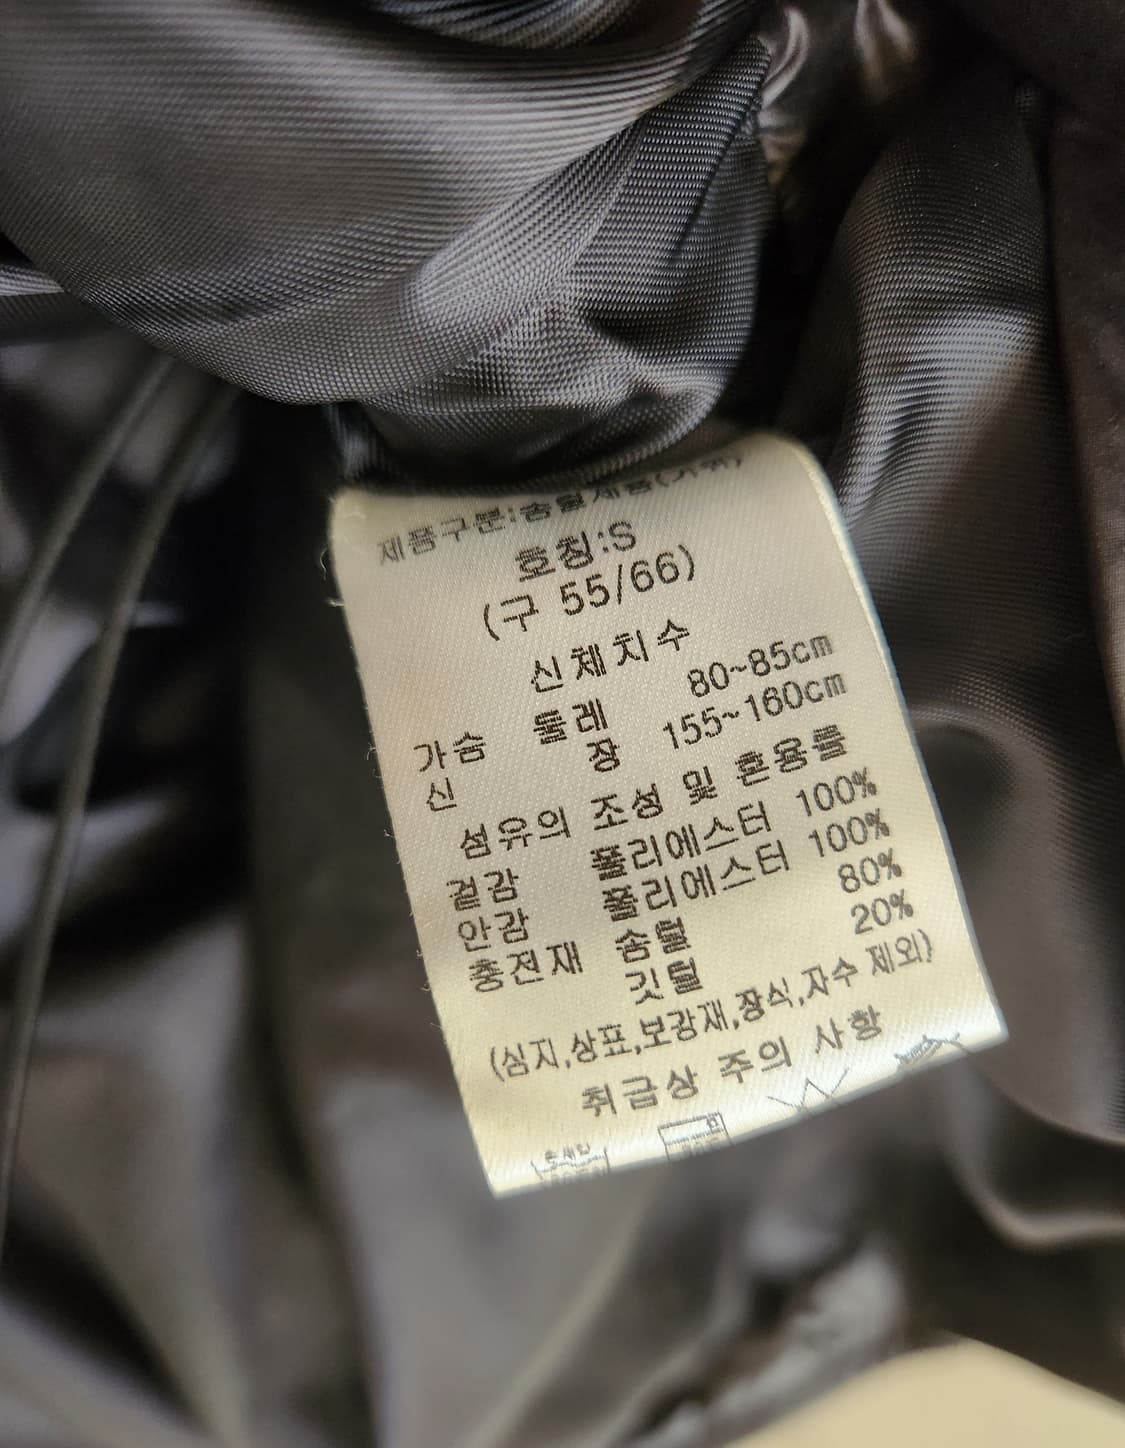 제품구분:솜털제품(거위)
호칭:S
(구 55/66)
신체치수
가슴 둘레 80~85cm
신 장 155~160cm
섬유의 조성 및 혼용률
겉감 폴리에스터 100%
안감 폴리에스터 100%
충전재 솜털 80%
깃털 20%
(심지,상표,보강재,장식,자수 제외)
취급상 주의 사항
손세탁